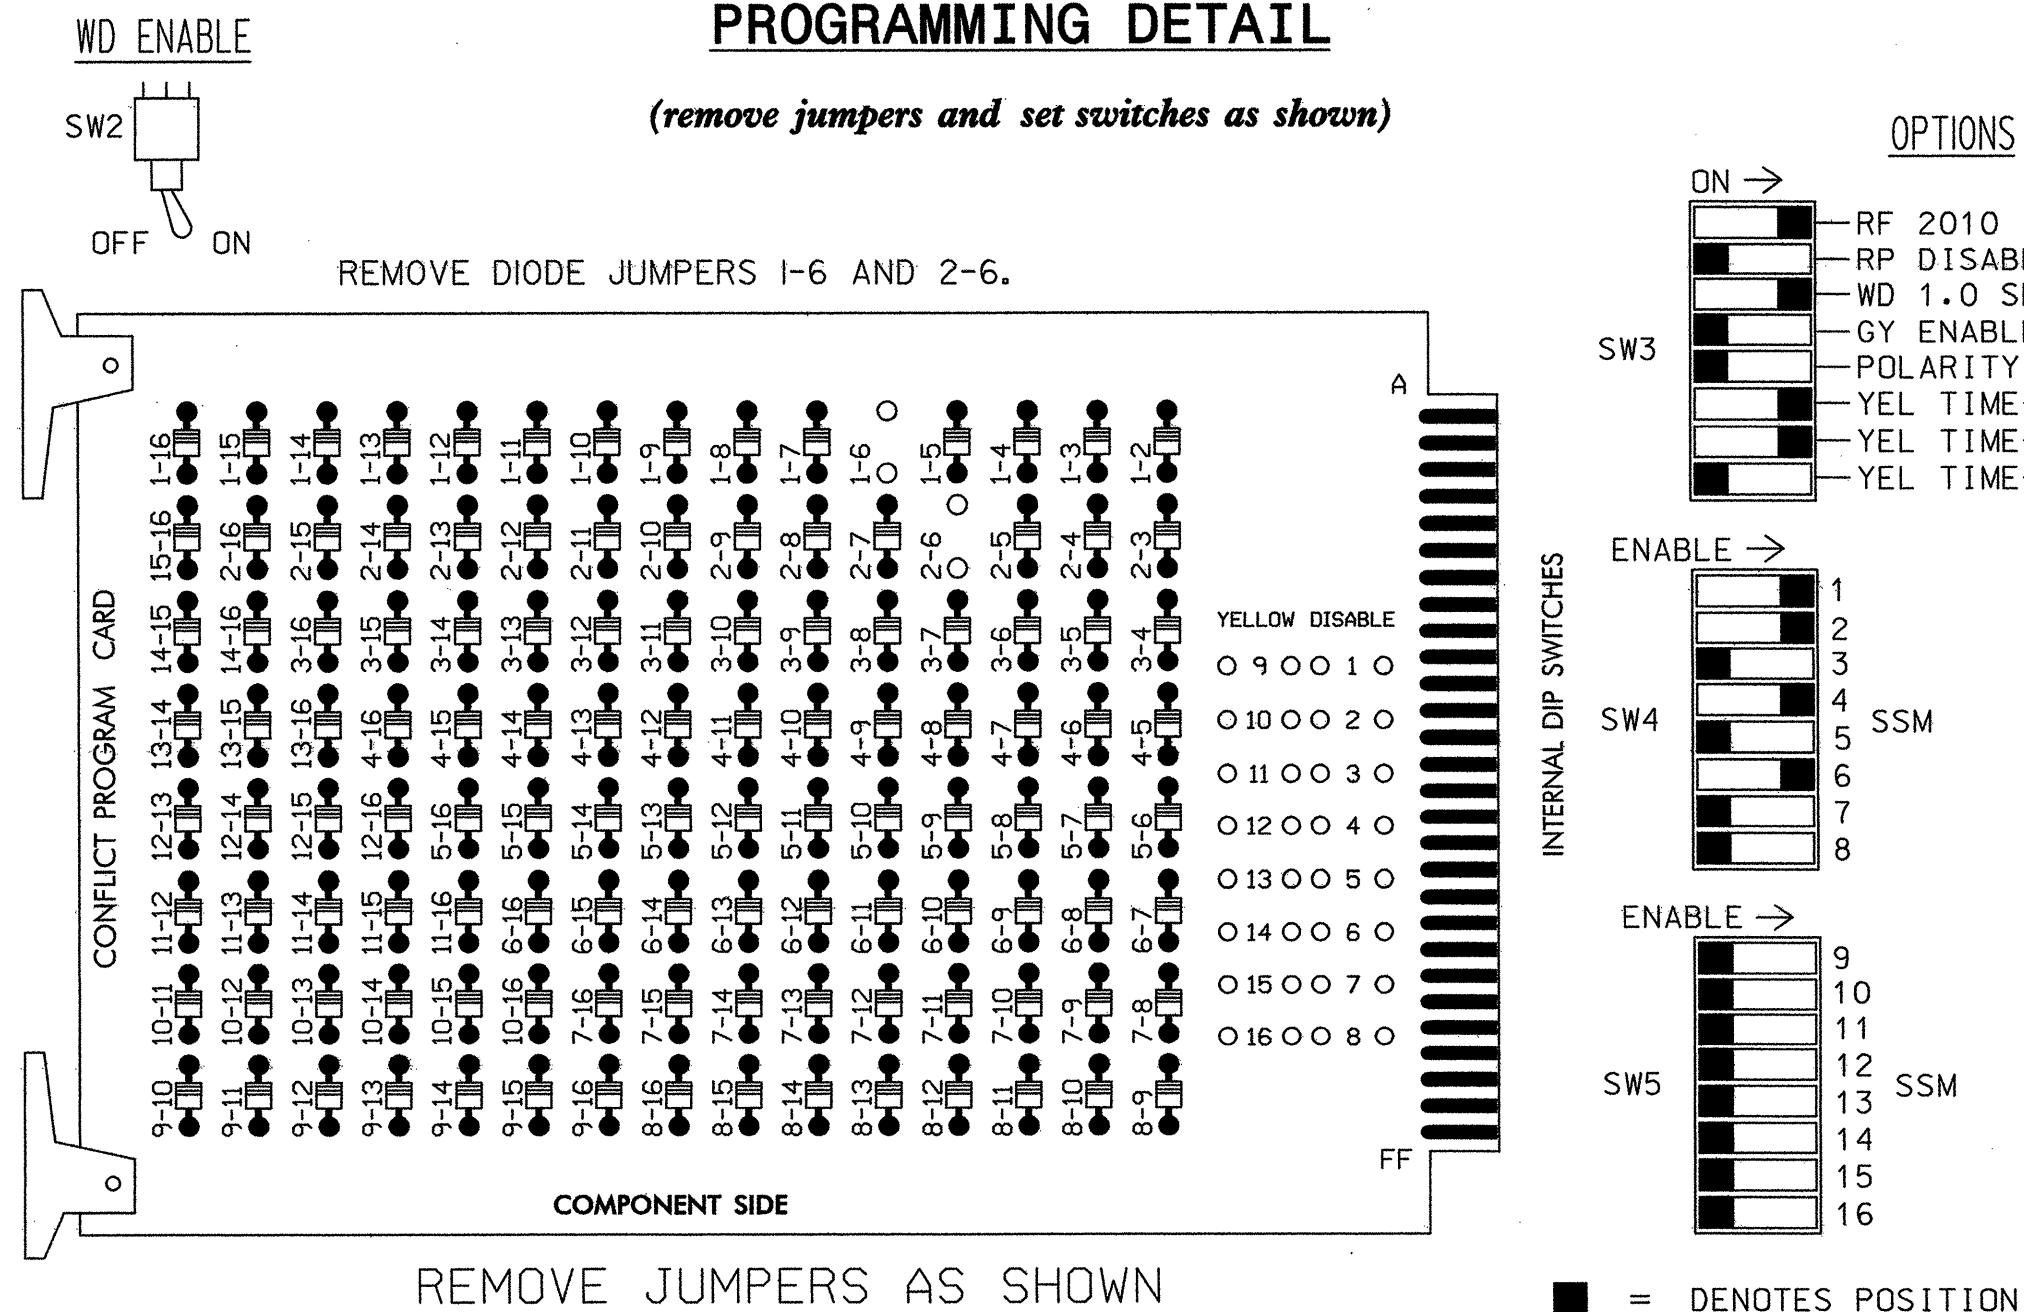 PROGRAMMING DETAIL
(remove jumpers and set switches as shown)
WD ENABLE
SW2
OFF ON
REMOVE DIODE JUMPERS 1-6 AND 2-6.
CONFLICT PROGRAM CARD
A
1-16 1-15 1-14 1-13 1-12 1-11 1-10 1-9 1-8 1-7 1-6 1-5 1-4 1-3 1-2
15-16 2-16 2-15 2-14 2-13 2-12 2-11 2-10 2-9 2-8 2-7 2-6 2-5 2-4 2-3
14-15 14-16 3-16 3-15 3-14 3-13 3-12 3-11 3-10 3-9 3-8 3-7 3-6 3-5 3-4
13-14 13-15 13-16 4-16 4-15 4-14 4-13 4-12 4-11 4-10 4-9 4-8 4-7 4-6 4-5
12-13 12-14 12-15 12-16 5-16 5-15 5-14 5-13 5-12 5-11 5-10 5-9 5-8 5-7 5-6
11-12 11-13 11-14 11-15 11-16 6-16 6-15 6-14 6-13 6-12 6-11 6-10 6-9 6-8 6-7
10-11 10-12 10-13 10-14 10-15 10-16 7-16 7-15 7-14 7-13 7-12 7-11 7-10 7-9 7-8
9-10 9-11 9-12 9-13 9-14 9-15 9-16 8-16 8-15 8-14 8-13 8-12 8-11 8-10 8-9
YELLOW DISABLE
9 1
10 2
11 3
12 4
13 5
14 6
15 7
16 8
FF
COMPONENT SIDE
REMOVE JUMPERS AS SHOWN
INTERNAL DIP SWITCHES
OPTIONS
ON →
SW3
RF 2010
RP
WD 1.0
GY
POLARITY
YEL TIME-
YEL TIME-
YEL TIME-
ENABLE →
SW4
1
2
3
4
5
6
7
8
SSM
ENABLE →
SW5
9
10
11
12
13
14
15
16
SSM
= DENOTES POSITION